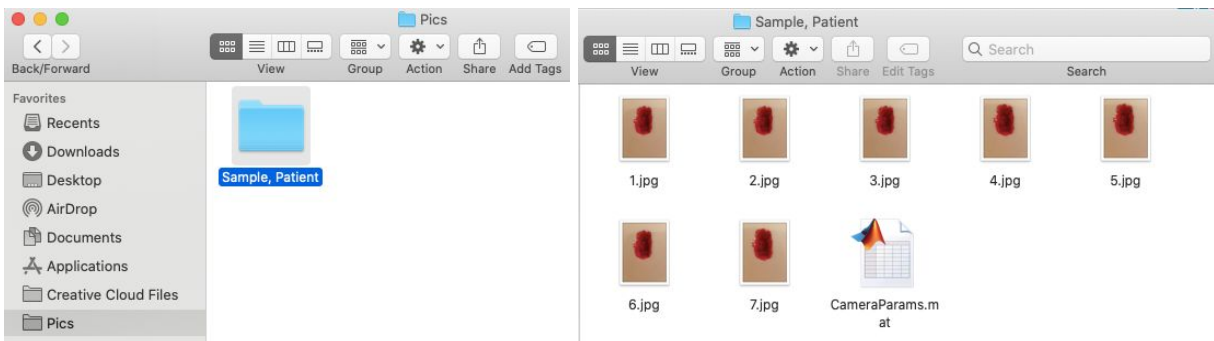 Pics
Back/Forward
View
Group
Action
Share
Add Tags
Favorites
Recents
Downloads
Desktop
AirDrop
Documents
Applications
Creative Cloud Files
Pics
Sample, Patient
Sample, Patient
Search
View
Group
Action
Share
Edit Tags
Search
1.jpg
2.jpg
3.jpg
4.jpg
5.jpg
6.jpg
7.jpg
CameraParams.m
at